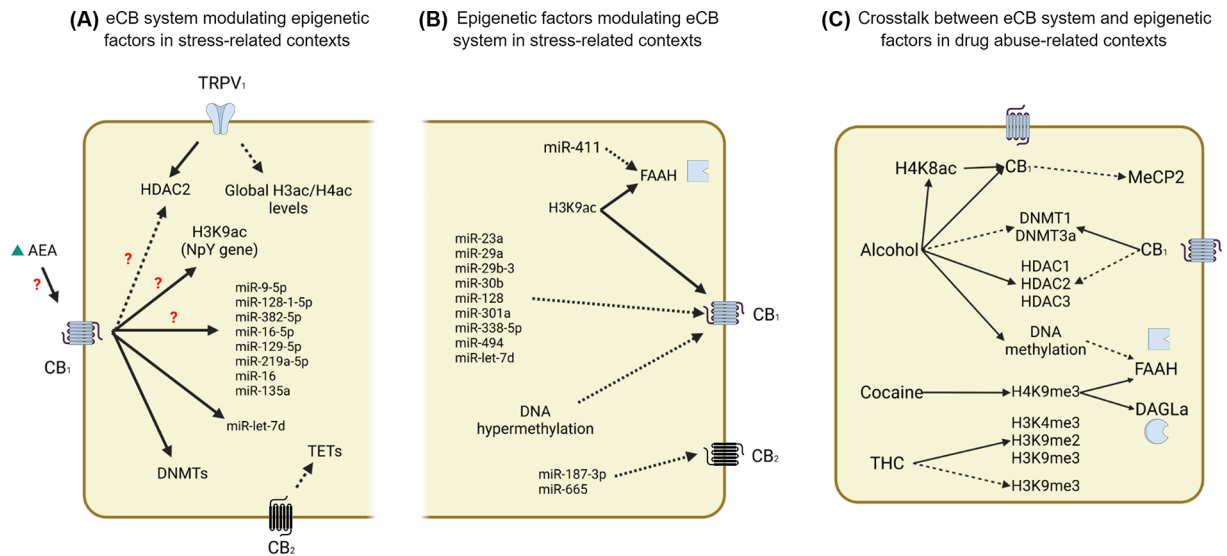 (A) eCB system modulating epigenetic
factors in stress-related contexts
TRPV1
HDAC2
Global H3ac/H4ac
levels
H3K9ac
(NpY gene)
AEA
?
?
?
?
miR-9-5p
miR-128-1-5p
miR-382-5p
miR-16-5p
miR-129-5p
miR-219a-5p
miR-16
miR-135a
CB1
miR-let-7d
DNMTs
TETs
CB2
(B) Epigenetic factors modulating eCB
system in stress-related contexts
miR-411
FAAH
H3K9ac
miR-23a
miR-29a
miR-29b-3
miR-30b
miR-128
miR-301a
miR-338-5p
miR-494
miR-let-7d
CB1
DNA
hypermethylation
miR-187-3p
miR-665
CB2
(C) Crosstalk between eCB system and epigenetic
factors in drug abuse-related contexts
H4K8ac
CB1
MeCP2
Alcohol
DNMT1
DNMT3a
CB1
HDAC1
HDAC2
HDAC3
DNA
methylation
FAAH
Cocaine
H4K9me3
DAGLa
H3K4me3
H3K9me2
H3K9me3
THC
H3K9me3